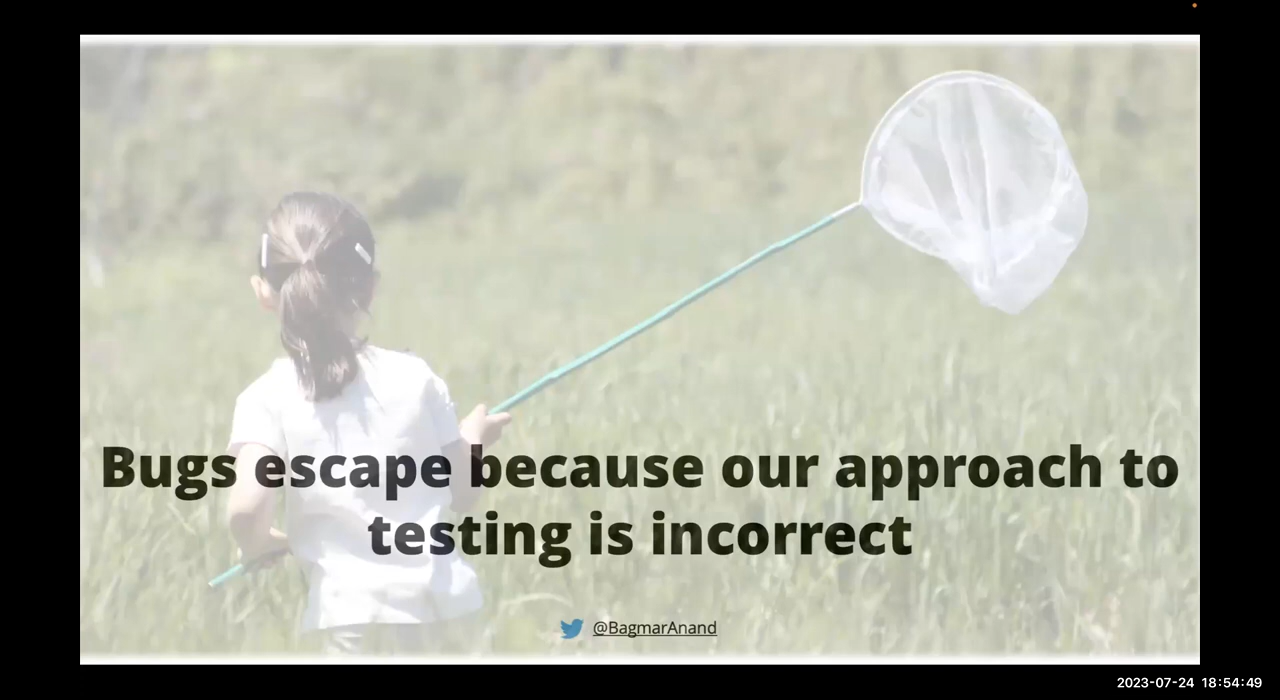 Bugs escape because our approach to
testing is incorrect
@BagmarAnand
2023-07-24 18:54:49